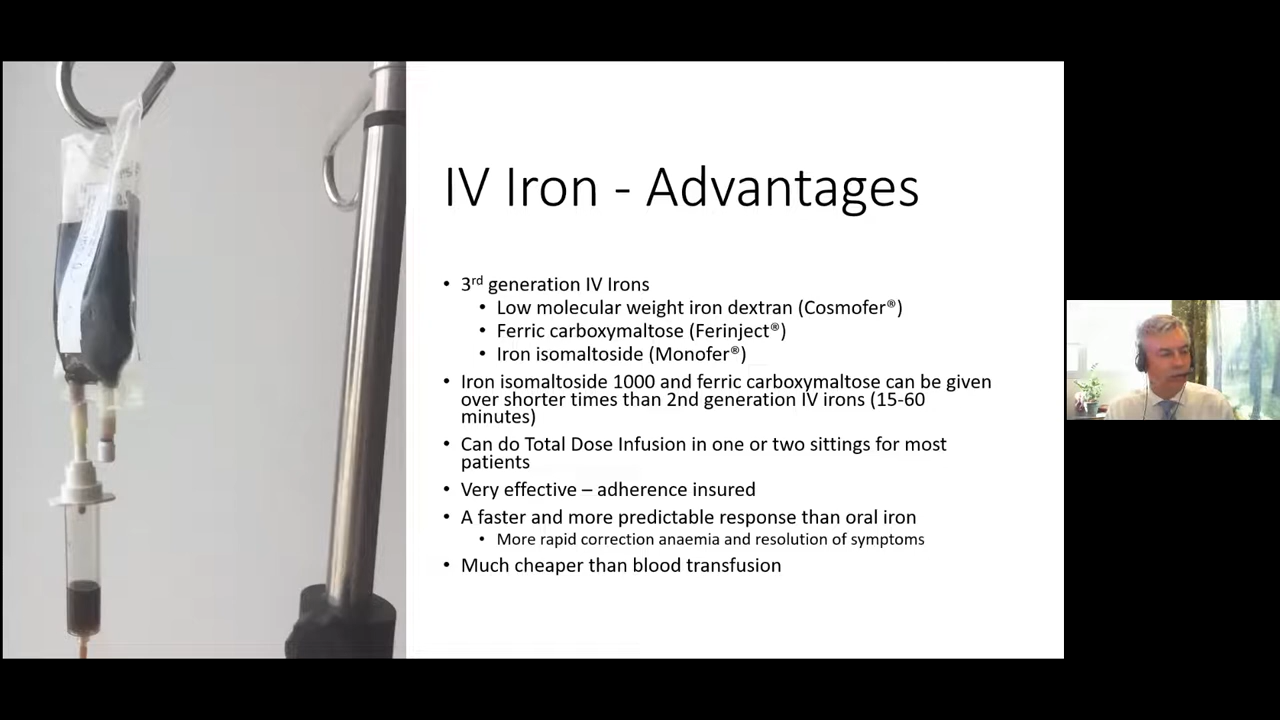 IV Iron - Advantages
• 3rd generation IV Irons
• Low molecular weight iron dextran (Cosmofer®)
• Ferric carboxymaltose (Ferinject®)
• Iron isomaltoside (Monofer®)
• Iron isomaltoside 1000 and ferric carboxymaltose can be given
over shorter times than 2nd generation IV irons (15-60
minutes)
• Can do Total Dose Infusion in one or two sittings for most
patients
• Very effective – adherence insured
• A faster and more predictable response than oral iron
• More rapid correction anaemia and resolution of symptoms
• Much cheaper than blood transfusion